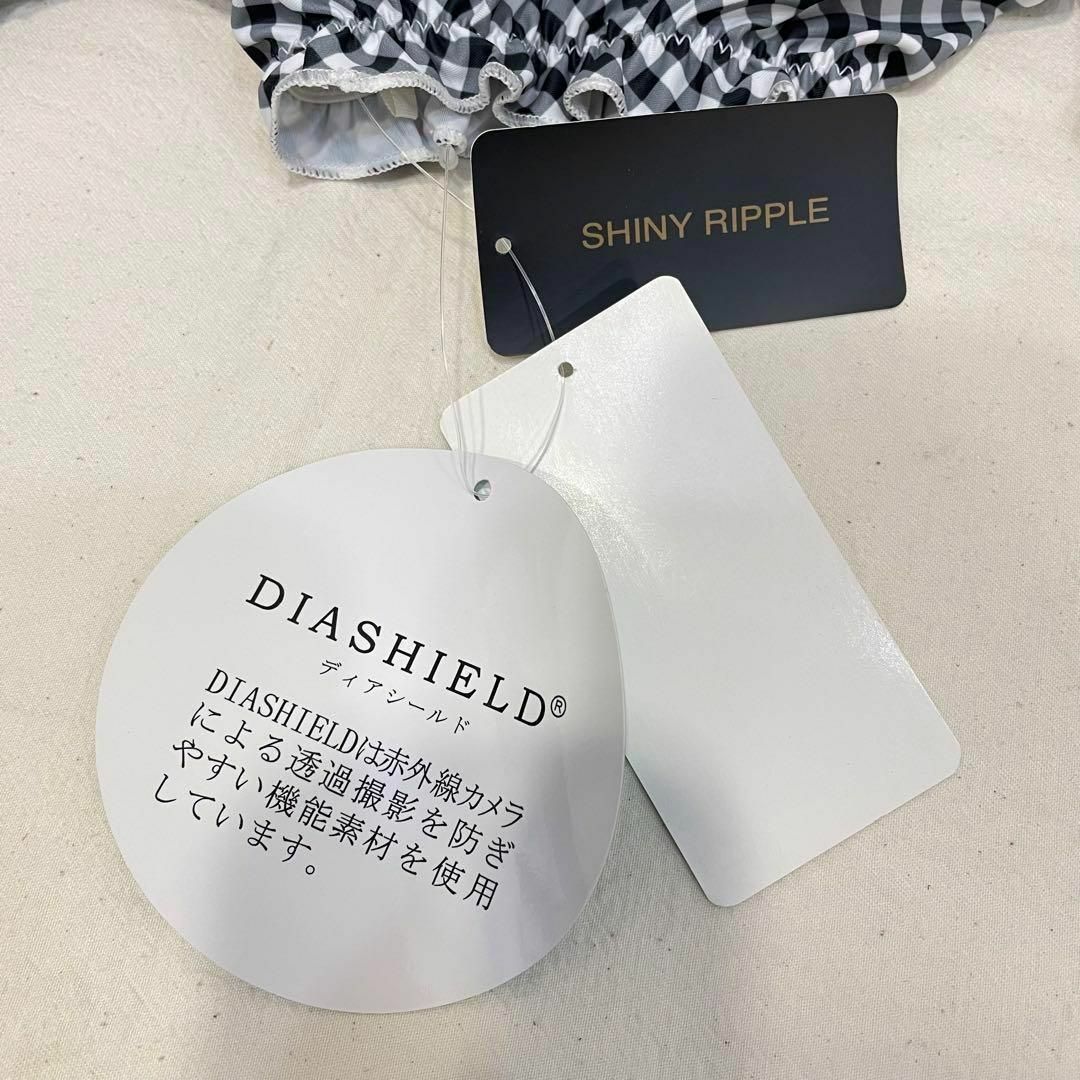 SHINY RIPPLE
DIASHIELD®
ディアシールド
DIASHIELDは赤外線カメラ
による透過撮影を防ぎ
やすい機能素材を使用
しています。